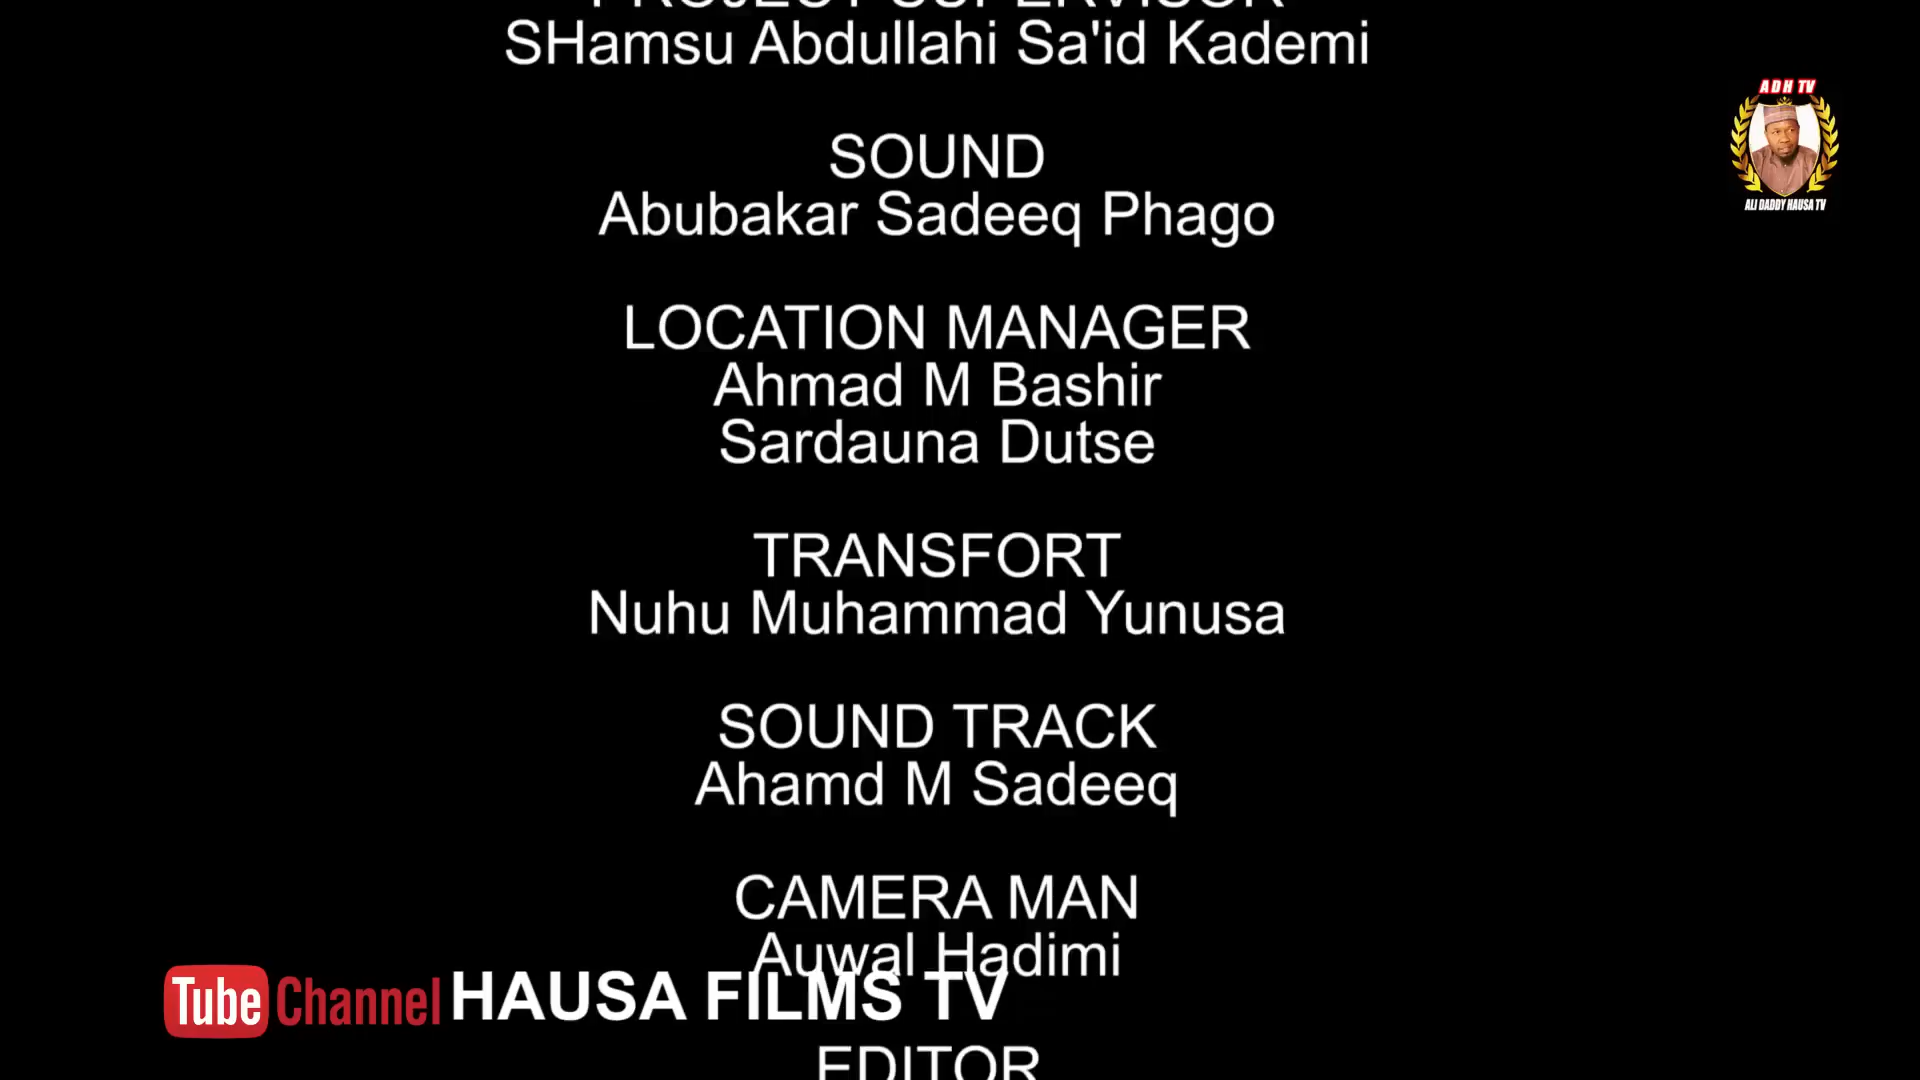 PROJECT SUPERVISOR
SHamsu Abdullahi Sa'id Kademi
ADH TV
ALI DADDY HAUSA TV
SOUND
Abubakar Sadeeq Phago
LOCATION MANAGER
Ahmad M Bashir
Sardauna Dutse
TRANSFORT
Nuhu Muhammad Yunusa
SOUND TRACK
Ahamd M Sadeeq
CAMERA MAN
Auwal Hadimi
Tube Channel HAUSA FILMS TV
EDITOR